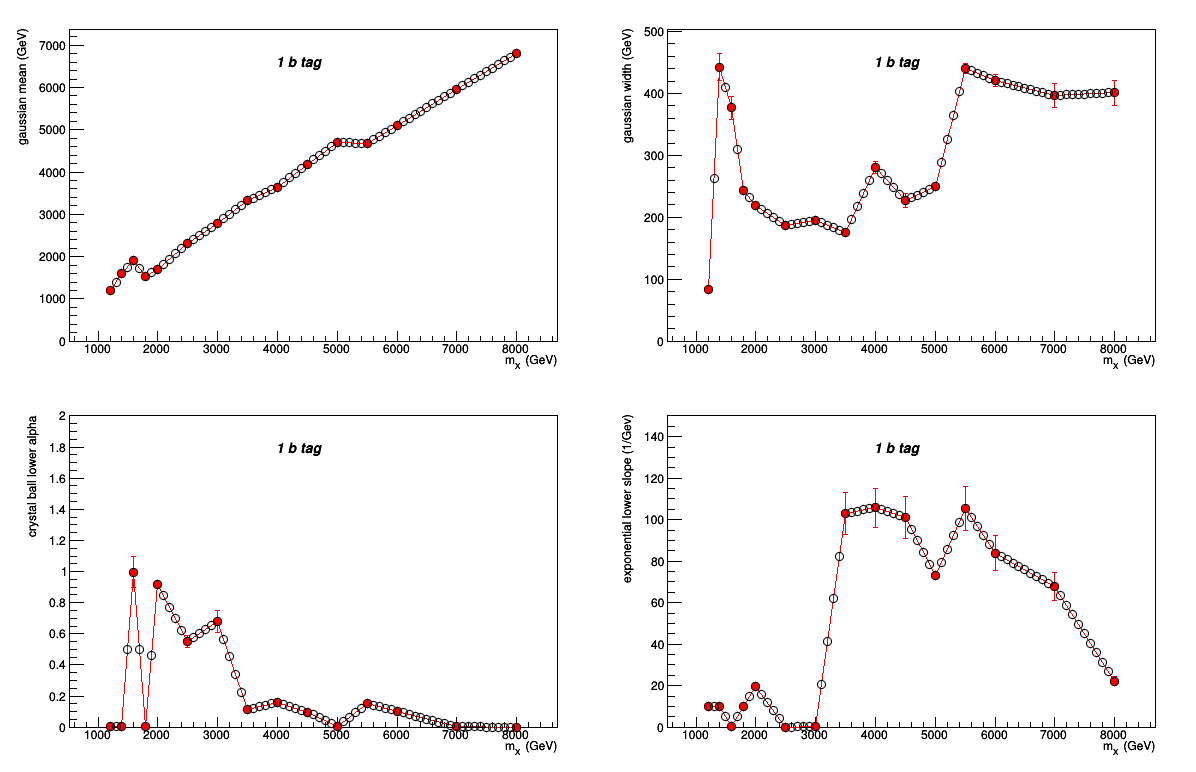 gaussian mean (GeV)
1 b tag
7000
6000
5000
4000
3000
2000
1000
0
1000 2000 3000 4000 5000 6000 7000 8000
mx (GeV)
gaussian width (GeV)
1 b tag
500
400
300
200
100
0
1000 2000 3000 4000 5000 6000 7000 8000
mx (GeV)
crystal ball lower alpha
1 b tag
2
1.8
1.6
1.4
1.2
1
0.8
0.6
0.4
0.2
0
1000 2000 3000 4000 5000 6000 7000 8000
mx (GeV)
exponential lower slope (1/Gev)
1 b tag
140
120
100
80
60
40
20
0
1000 2000 3000 4000 5000 6000 7000 8000
mx (GeV)